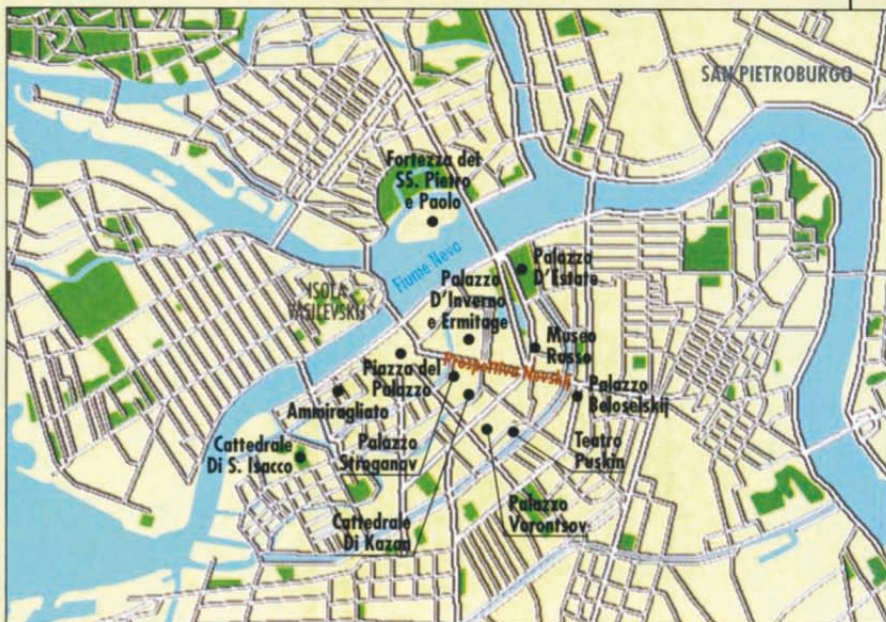 SAN PIETROBURGO
Fortezza dei
SS. Pietro
e Paolo
Fiume Neva
Palazzo
D'Estate
ISOLA
VASILEVSKIJ
Palazzo
D'Inverno
e Ermitage
Museo
Russo
Prospettiva Nevskij
Piazza del
Palazzo
Palazzo
Beloselskij
Ammiragliato
Cattedrale
Di S. Isacco
Palazzo
Stroganov
Teatro
Puskin
Cattedrale
Di Kazan
Palazzo
Varontsov